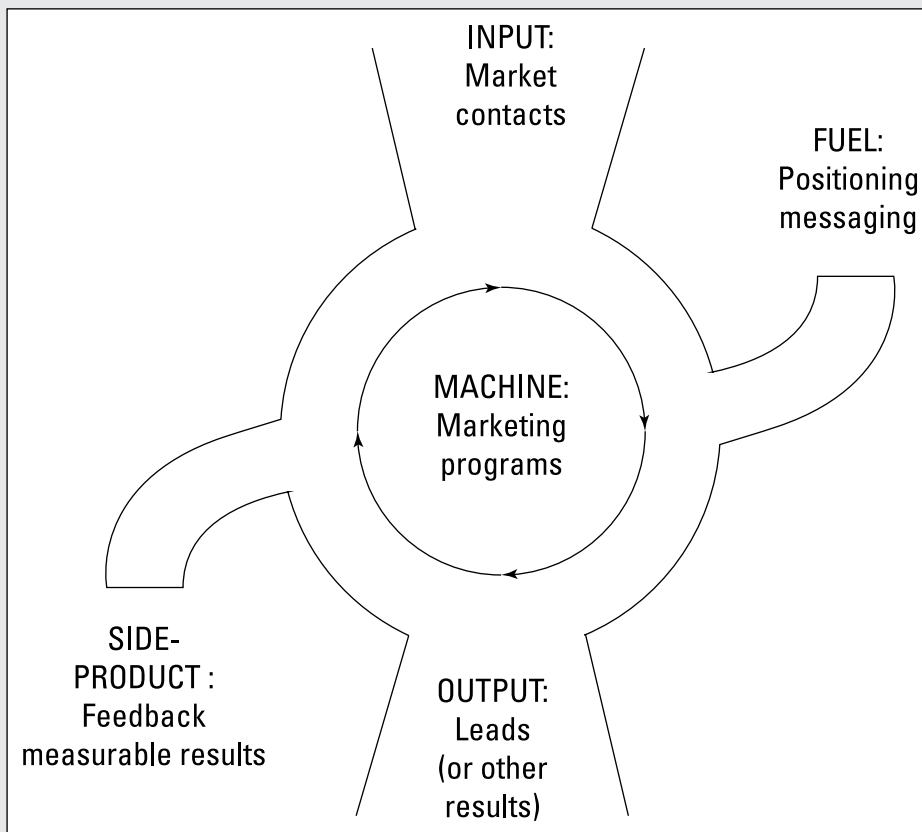 INPUT:
Market
contacts
FUEL:
Positioning
messaging
MACHINE:
Marketing
programs
SIDE-
PRODUCT :
Feedback
measurable results
OUTPUT:
Leads
(or other
results)